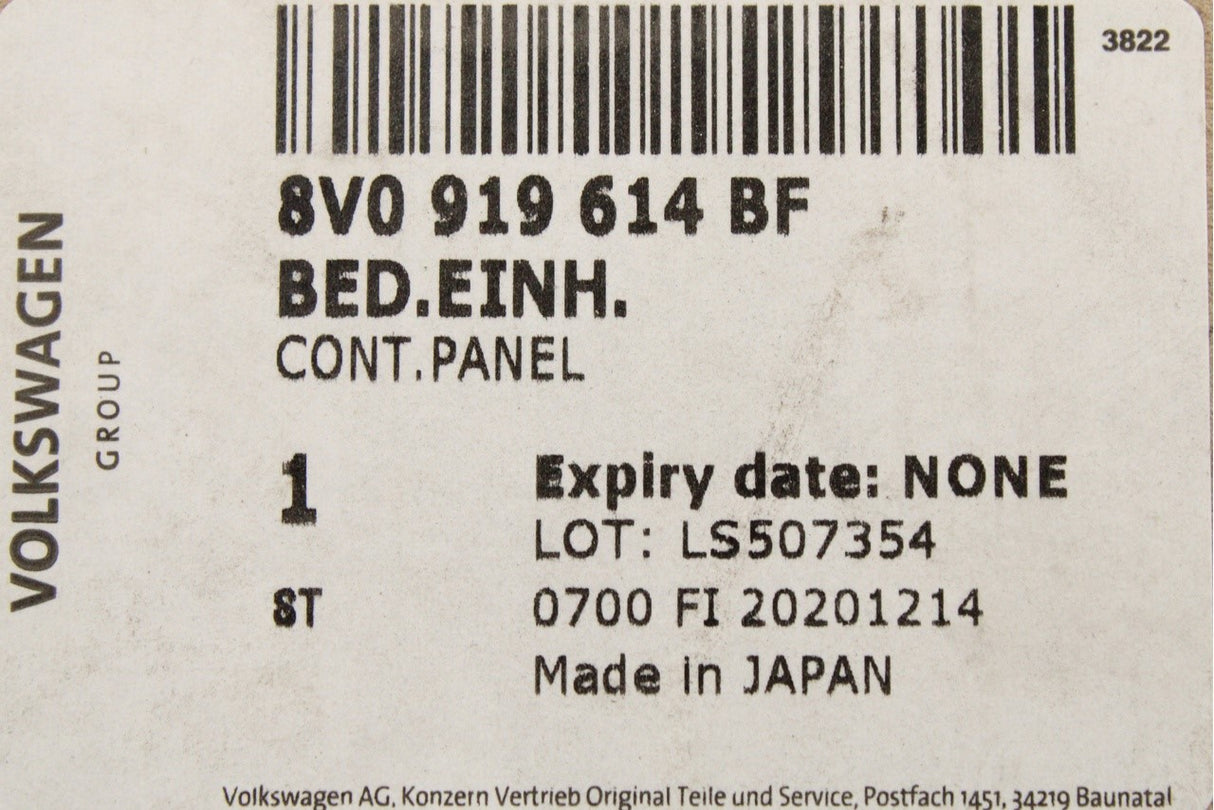 3822
8V0 919 614 BF
BED.EINH.
CONT.PANEL
1
Expiry date: NONE
LOT: LS507354
ST
0700 FI 20201214
Made in JAPAN
VOLKSWAGEN
GROUP
Volkswagen AG, Konzern Vertrieb Original Teile und Service, Postfach 1451, 34219 Baunatal